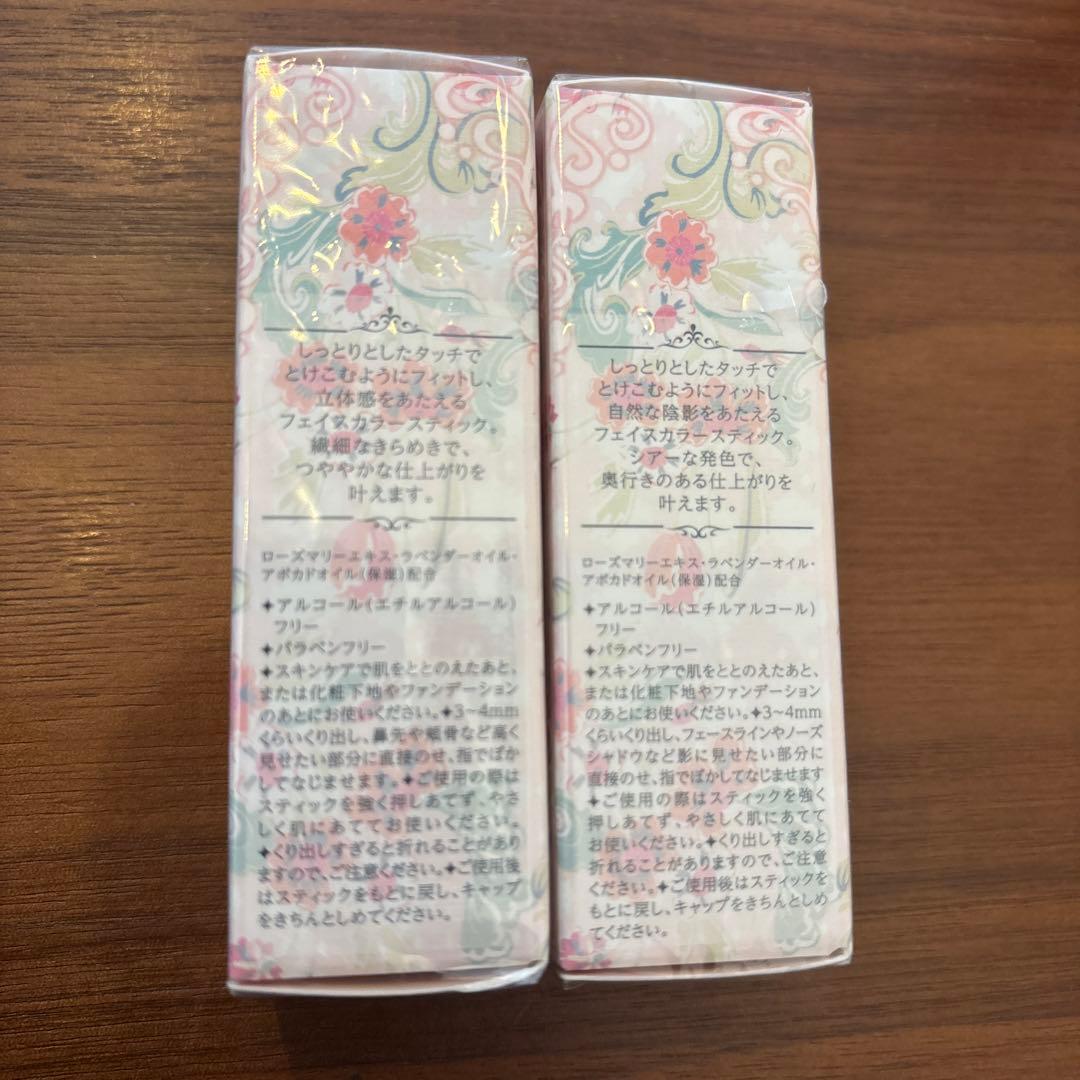 しっとりとしたタッチで
とけこむようにフィットし、
立体感をあたえる
フェイスカラースティック。
繊細なきらめきで、
つややかな仕上がりを
叶えます。
ローズマリーエキス・ラベンダーオイル・
アボカドオイル(保湿)配合
✦アルコール(エチルアルコール)
フリー
✦パラベンフリー
✦スキンケアで肌をととのえたあと、
または化粧下地やファンデーション
のあとにお使いください。✦3~4mm
くらいくり出し、鼻先や頬骨など高く
見せたい部分に直接のせ、指でぼか
してなじませます。✦ご使用の際は
スティックを強く押しあてず、やさ
しく肌にあててお使いください。
✦くり出しすぎると折れることがあり
ますので、ご注意ください。✦ご使用後
はスティックをもとに戻し、キャップ
をきちんとしめてください。
しっとりとしたタッチで
とけこむようにフィットし、
自然な陰影をあたえる
フェイスカラースティック。
シアーな発色で、
奥行きのある仕上がりを
叶えます。
ローズマリーエキス・ラベンダーオイル・
アボカドオイル(保湿)配合
✦アルコール(エチルアルコール)
フリー
✦パラベンフリー
✦スキンケアで肌をととのえたあと、
または化粧下地やファンデーション
のあとにお使いください。✦3~4mm
くらいくり出し、フェースラインやノーズ
シャドウなど影に見せたい部分に
直接のせ、指でぼかしてなじませます
✦ご使用の際はスティックを強く
押しあてず、やさしく肌にあてて
お使いください。✦くり出しすぎると
折れることがありますので、ご注意
ください。✦ご使用後はスティックを
もとに戻し、キャップをきちんとしめ
てください。